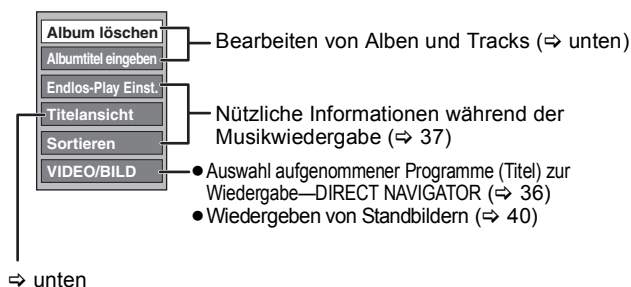 Album löschen
Albumtitel eingeben
Endlos-Play Einst.
Titelansicht
Sortieren
VIDEO/BILD
Bearbeiten von Alben und Tracks (⇨ unten)
Nützliche Informationen während der
Musikwiedergabe (⇨ 37)
● Auswahl aufgenommener Programme (Titel) zur
Wiedergabe—DIRECT NAVIGATOR (⇨ 36)
● Wiedergeben von Standbildern (⇨ 40)
⇨ unten